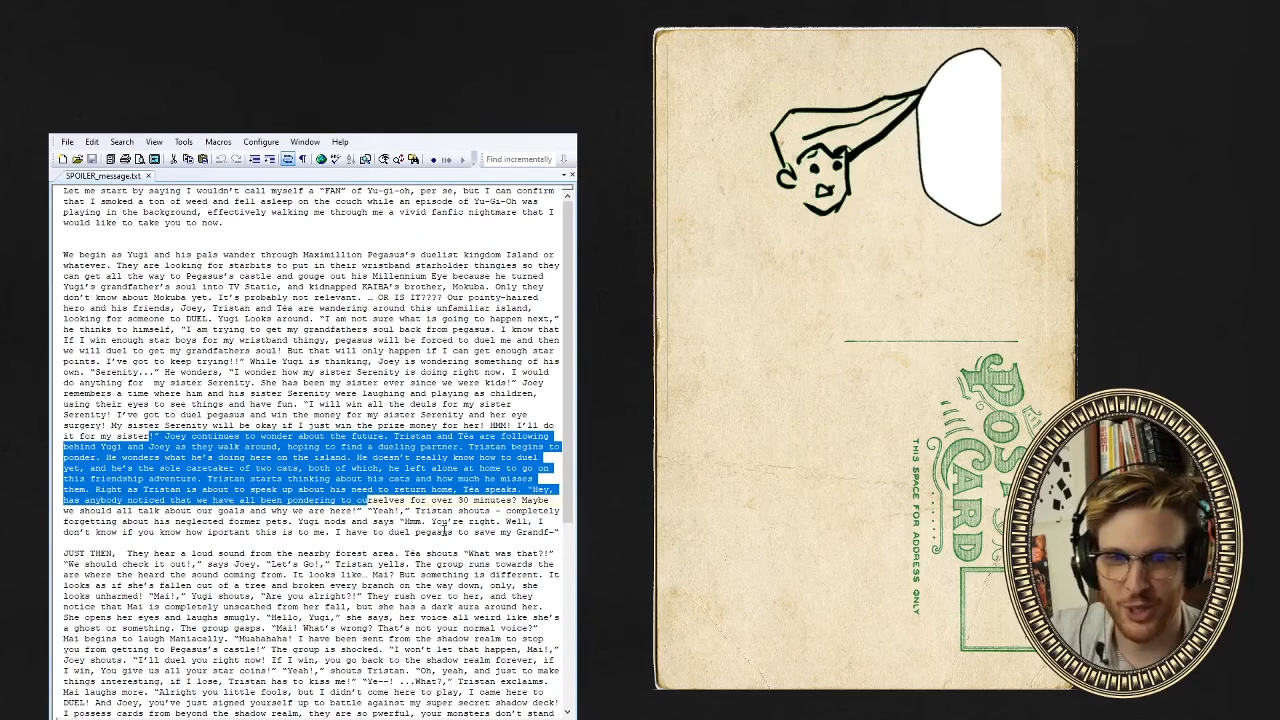 File Edit Search View Tools Macros Configure Window Help
Find incrementally
SPOILER_message.txt
Let me start by saying I wouldn't call myself a "FAN" of Yu-gi-oh, per se, but I can confirm
that I smoked a ton of weed and fell asleep on the couch while an episode of Yu-Gi-Oh was
playing in the background, effectively walking me through me a vivid fanfic nightmare that I
would like to take you to now.
We begin as Yugi and his pals wander through Maximillion Pegasus's duelist kingdom Island or
whatever. They are looking for starbits to put in their wristband starholder thingies so they
can get all the way to Pegasus's castle and gouge out his Millennium Eye because he turned
Yugi's grandfather's soul into TV Static, and kidnapped KAIBA's brother, Mokuba. Only they
don't know about Mokuba yet. It's probably not relevant. … OR IS IT???? Our pointy-haired
hero and his friends, Joey, Tristan and Téa are wandering around this unfamiliar island,
looking for someone to DUEL. Yugi Looks around. "I am not sure what is going to happen next,"
he thinks to himself, "I am trying to get my grandfathers soul back from pegasus. I know that
If I win enough star boys for my wristband thingy, pegasus will be forced to duel me and then
we will duel to get my grandfathers soul! But that will only happen if I can get enough star
points. I've got to keep trying!!" While Yugi is thinking, Joey is wondering something of his
own. "Serenity..." He wonders, "I wonder how my sister Serenity is doing right now. I would
do anything for my sister Serenity. She has been my sister ever since we were kids!" Joey
remembers a time where him and his sister Serenity were laughing and playing as children,
using their eyes to see things and have fun. "I will win all the deuls for my sister
Serenity! I've got to duel pegasus and win the money for my sister Serenity and her eye
surgery! My sister Serenity will be okay if I just win the prize money for her! HMM! I'll do
it for my sister!" Joey continues to wonder about the future. Tristan and Téa are following
behind Yugi and Joey as they walk around, hoping to find a dueling partner. Tristan begins to
ponder. He wonders what he's doing here on the island. He doesn't really know how to duel
yet, and he's the sole caretaker of two cats, both of which, he left alone at home to go on
this friendship adventure. Tristan starts thinking about his cats and how much he misses
them. Right as Tristan is about to speak up about his need to return home, Téa speaks. "Hey,
has anybody noticed that we have all been pondering to ourselves for over 30 minutes? Maybe
we should all talk about our goals and why we are here!" "Yeah!," Tristan shouts - completely
forgetting about his neglected former pets. Yugi nods and says "Hmm. You're right. Well, I
don't know if you know how iportant this is to me. I have to duel pegasus to save my Grandf-"
JUST THEN, They hear a loud sound from the nearby forest area. Téa shouts "What was that?!"
"We should check it out!," says Joey. "Let's Go!," Tristan yells. The group runs towards the
are where the heard the sound coming from. It looks like… Mai? But something is different. It
looks as if she's fallen out of a tree and broken every branch on the way down, only, she
looks unharmed! "Mai!," Yugi shouts, "Are you alright?!" They rush over to her, and they
notice that Mai is completely unscathed from her fall, but she has a dark aura around her.
She opens her eyes and laughs smugly. "Hello, Yugi," she says, her voice all weird like she's
a ghost or something. The group gasps. "Mai! What's wrong? That's not your normal voice?"
Mai begins to laugh Maniacally. "Muahahaha! I have been sent from the shadow realm to stop
you from getting to Pegasus's castle!" The group is shocked. "I won't let that happen, Mai!,"
Joey shouts. "I'll duel you right now! If I win, you go back to the shadow realm forever, if
I win, You give us all your star coins!" "Yeah!," shouts Tristan. "Oh, yeah, and just to make
things interesting, if I lose, Tristan has to kiss me!" "Ye--! ...What?," Tristan exclaims.
Mai laughs more. "Alright you little fools, but I didn't come here to play, I came here to
DUEL! And Joey, you've just signed yourself up to battle against my super secret shadow deck!
I possess cards from beyond the shadow realm, they are so pwerful, your monsters don't stand
POS
CARD
THIS SPACE FOR ADDRESS ONLY